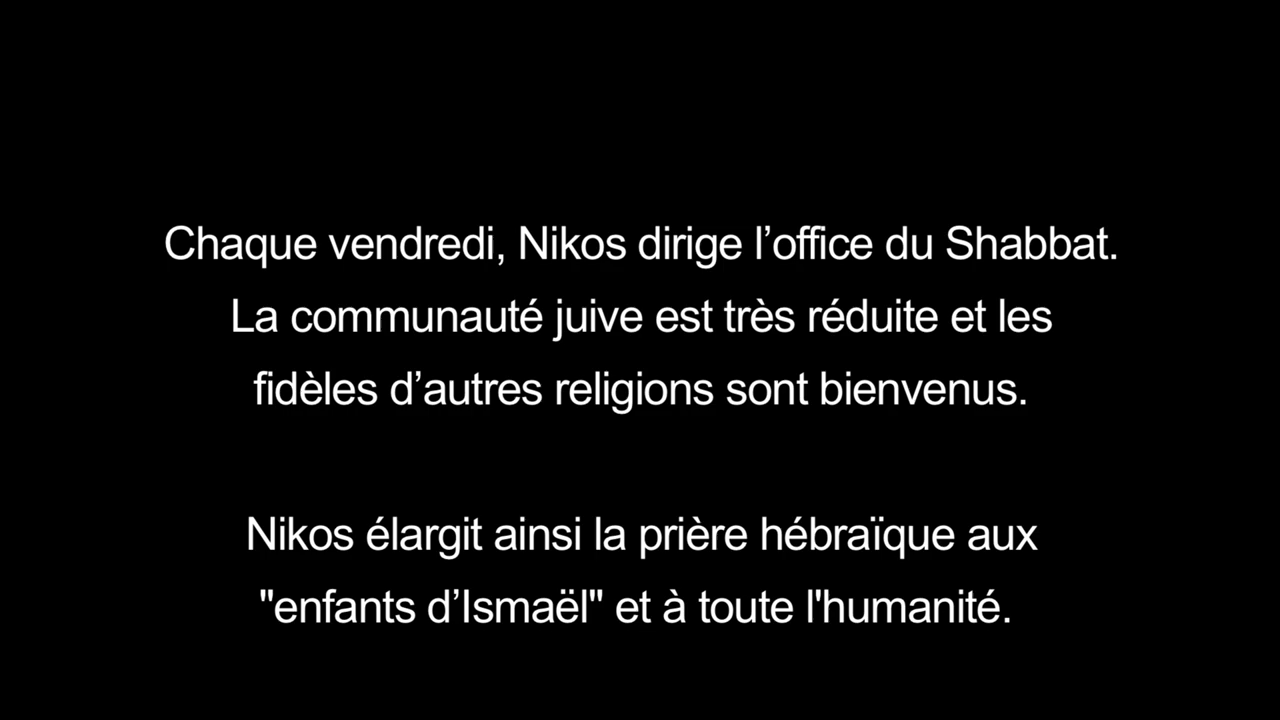 Chaque vendredi, Nikos dirige l’office du Shabbat.
La communauté juive est très réduite et les
fidèles d’autres religions sont bienvenus.
Nikos élargit ainsi la prière hébraïque aux
"enfants d’Ismaël" et à toute l'humanité.